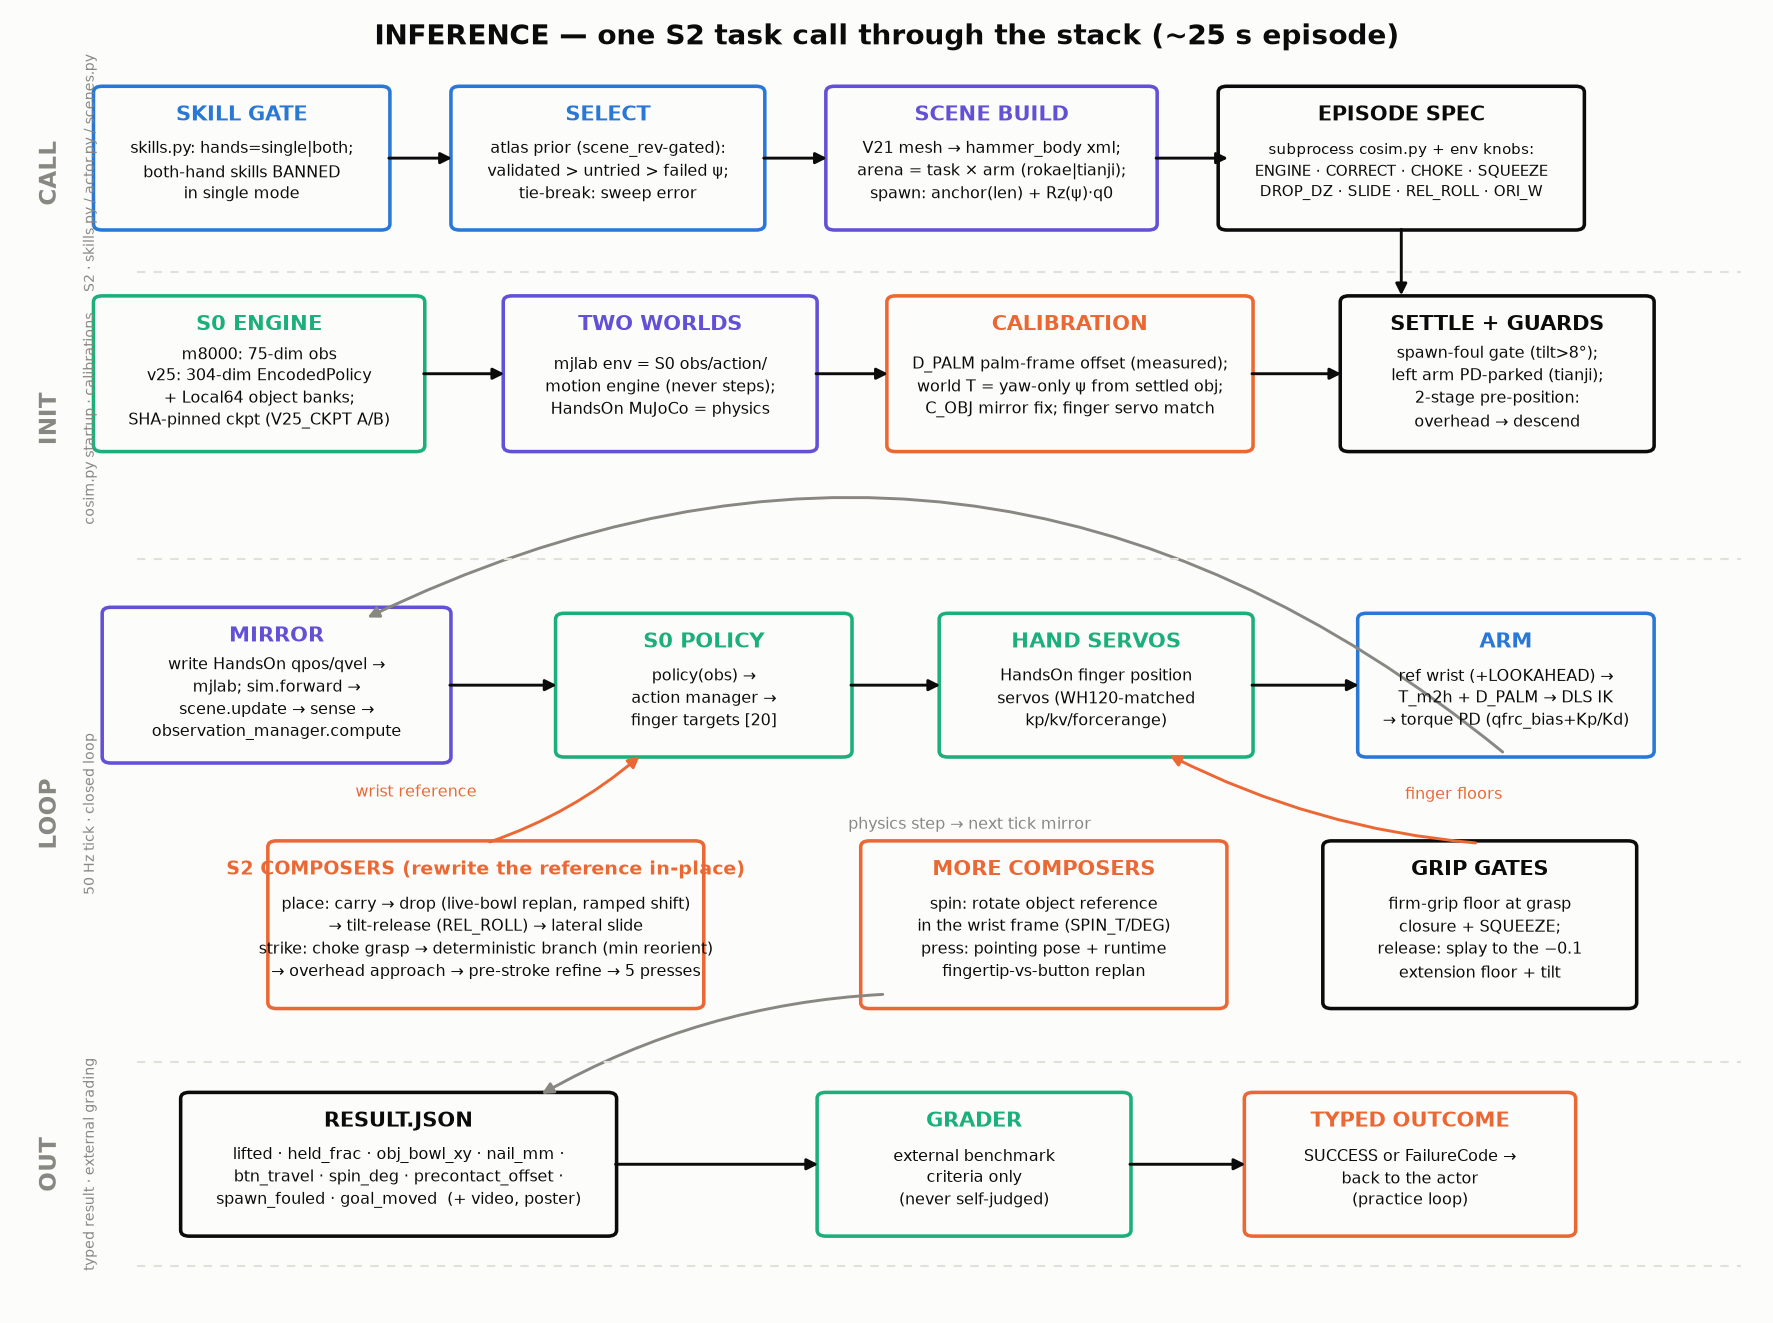 INFERENCE — one S2 task call through the stack (~25 s episode)
CALL
S2 · skills.py / actor.py / scenes.py
SKILL GATE
skills.py: hands=single|both;
both-hand skills BANNED
in single mode
SELECT
atlas prior (scene_rev-gated):
validated > untried > failed ψ;
tie-break: sweep error
SCENE BUILD
V21 mesh → hammer_body xml;
arena = task × arm (rokae|tianji);
spawn: anchor(len) + Rz(ψ)·q0
EPISODE SPEC
subprocess cosim.py + env knobs:
ENGINE · CORRECT · CHOKE · SQUEEZE
DROP_DZ · SLIDE · REL_ROLL · ORI_W
INIT
cosim.py startup · calibrations
S0 ENGINE
m8000: 75-dim obs
v25: 304-dim EncodedPolicy
+ Local64 object banks;
SHA-pinned ckpt (V25_CKPT A/B)
TWO WORLDS
mjlab env = S0 obs/action/
motion engine (never steps);
HandsOn MuJoCo = physics
CALIBRATION
D_PALM palm-frame offset (measured);
world T = yaw-only ψ from settled obj;
C_OBJ mirror fix; finger servo match
SETTLE + GUARDS
spawn-foul gate (tilt>8°);
left arm PD-parked (tianji);
2-stage pre-position:
overhead → descend
LOOP
50 Hz tick · closed loop
MIRROR
write HandsOn qpos/qvel →
mjlab; sim.forward →
scene.update → sense →
observation_manager.compute
S0 POLICY
policy(obs) →
action manager →
finger targets [20]
HAND SERVOS
HandsOn finger position
servos (WH120-matched
kp/kv/forcerange)
ARM
ref wrist (+LOOKAHEAD) →
T_m2h + D_PALM → DLS IK
→ torque PD (qfrc_bias+Kp/Kd)
wrist reference
finger floors
physics step → next tick mirror
S2 COMPOSERS (rewrite the reference in-place)
place: carry → drop (live-bowl replan, ramped shift)
→ tilt-release (REL_ROLL) → lateral slide
strike: choke grasp → deterministic branch (min reorient)
→ overhead approach → pre-stroke refine → 5 presses
MORE COMPOSERS
spin: rotate object reference
in the wrist frame (SPIN_T/DEG)
press: pointing pose + runtime
fingertip-vs-button replan
GRIP GATES
firm-grip floor at grasp
closure + SQUEEZE;
release: splay to the −0.1
extension floor + tilt
OUT
typed result · external grading
RESULT.JSON
lifted · held_frac · obj_bowl_xy · nail_mm ·
btn_travel · spin_deg · precontact_offset ·
spawn_fouled · goal_moved  (+ video, poster)
GRADER
external benchmark
criteria only
(never self-judged)
TYPED OUTCOME
SUCCESS or FailureCode →
back to the actor
(practice loop)